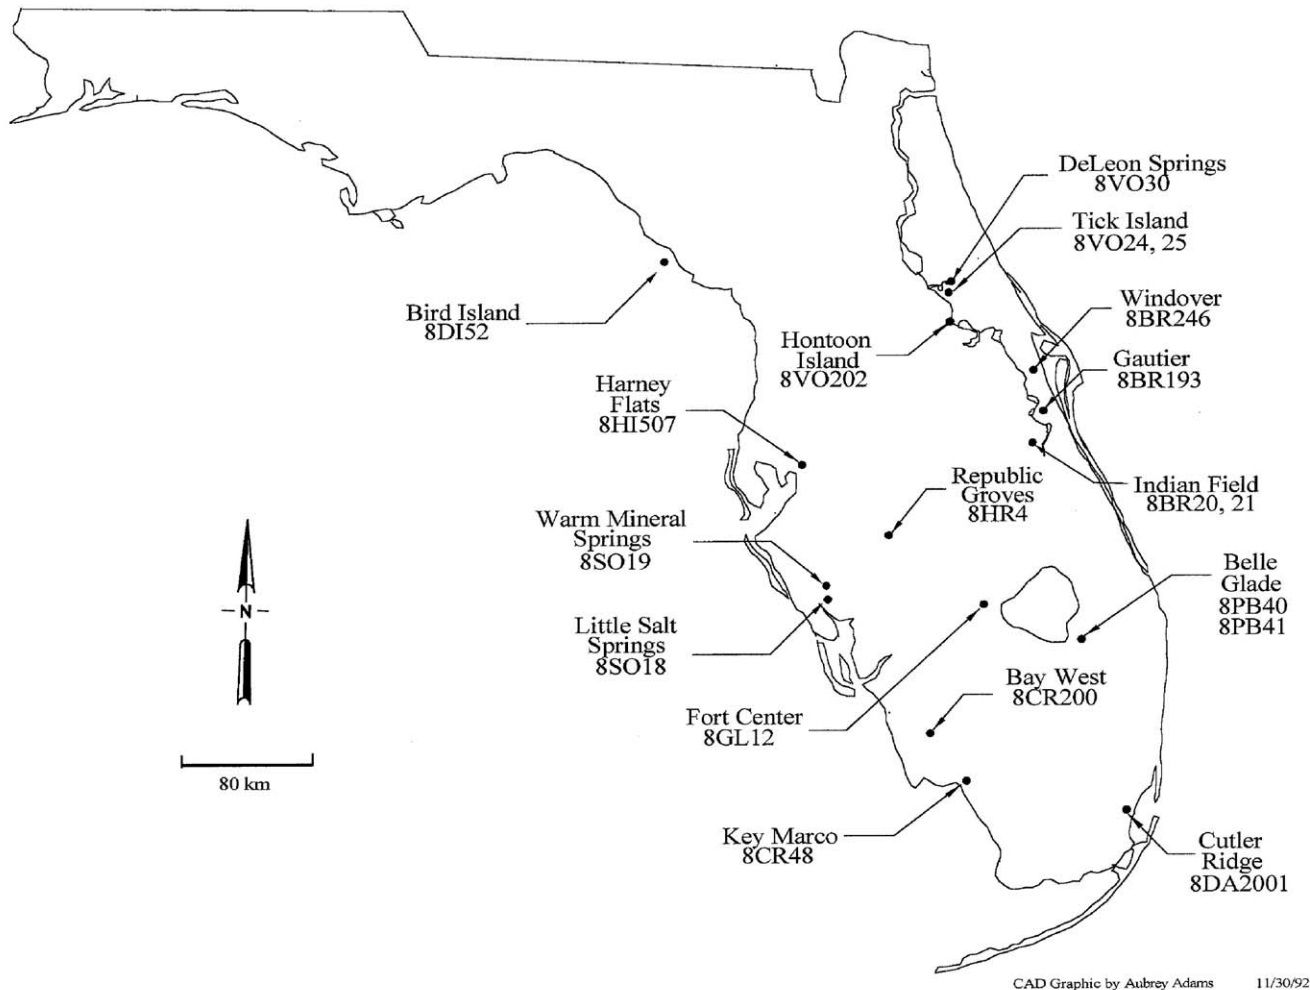 DeLeon Springs
8VO30
Tick Island
8VO24, 25
Windover
8BR246
Bird Island
8DI52
Hontoon
Island
8VO202
Gautier
8BR193
Harney
Flats
8HI507
Republic
Groves
8HR4
Indian Field
8BR20, 21
Warm Mineral
Springs
8SO19
Belle
Glade
8PB40
8PB41
N
Little Salt
Springs
8SO18
Bay West
8CR200
Fort Center
8GL12
80 km
Key Marco
8CR48
Cutler
Ridge
8DA2001
CAD Graphic by Aubrey Adams 11/30/92